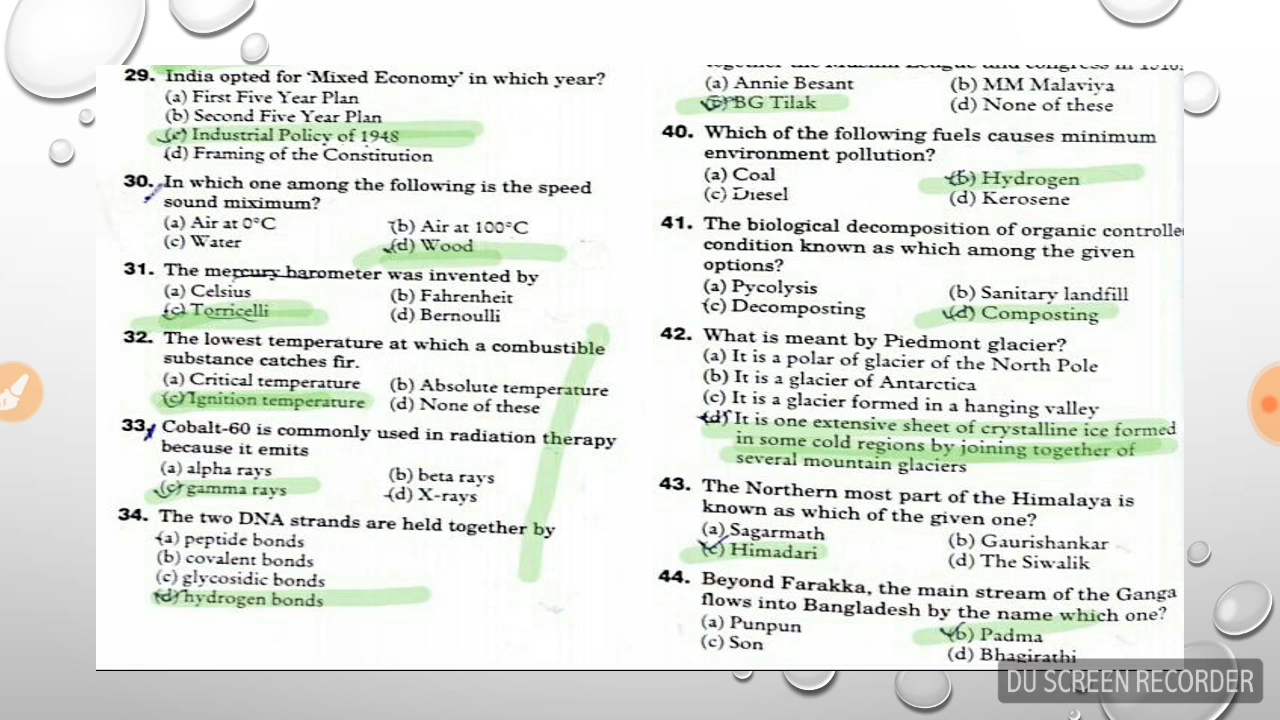 29. India opted for 'Mixed Economy' in which year?
(a) First Five Year Plan
(b) Second Five Year Plan
(c) Industrial Policy of 1948
(d) Framing of the Constitution
30. In which one among the following is the speed
sound miximum?
(a) Air at 0°C (b) Air at 100°C
(c) Water (d) Wood
31. The mercury barometer was invented by
(a) Celsius (b) Fahrenheit
(c) Torricelli (d) Bernoulli
32. The lowest temperature at which a combustible
substance catches fir.
(a) Critical temperature (b) Absolute temperature
(c) Ignition temperature (d) None of these
33. Cobalt-60 is commonly used in radiation therapy
because it emits
(a) alpha rays (b) beta rays
(c) gamma rays (d) X-rays
34. The two DNA strands are held together by
(a) peptide bonds
(b) covalent bonds
(c) glycosidic bonds
(d) hydrogen bonds
together the Muslim League and congress in 1916.
(a) Annie Besant (b) MM Malaviya
(c) BG Tilak (d) None of these
40. Which of the following fuels causes minimum
environment pollution?
(a) Coal (b) Hydrogen
(c) Diesel (d) Kerosene
41. The biological decomposition of organic controlle
condition known as which among the given
options?
(a) Pycolysis (b) Sanitary landfill
(c) Decomposting (d) Composting
42. What is meant by Piedmont glacier?
(a) It is a polar of glacier of the North Pole
(b) It is a glacier of Antarctica
(c) It is a glacier formed in a hanging valley
(d) It is one extensive sheet of crystalline ice formed
in some cold regions by joining together of
several mountain glaciers
43. The Northern most part of the Himalaya is
known as which of the given one?
(a) Sagarmath (b) Gaurishankar
(c) Himadari (d) The Siwalik
44. Beyond Farakka, the main stream of the Ganga
flows into Bangladesh by the name which one?
(a) Punpun (b) Padma
(c) Son (d) Bhagirathi
DU SCREEN RECORDER